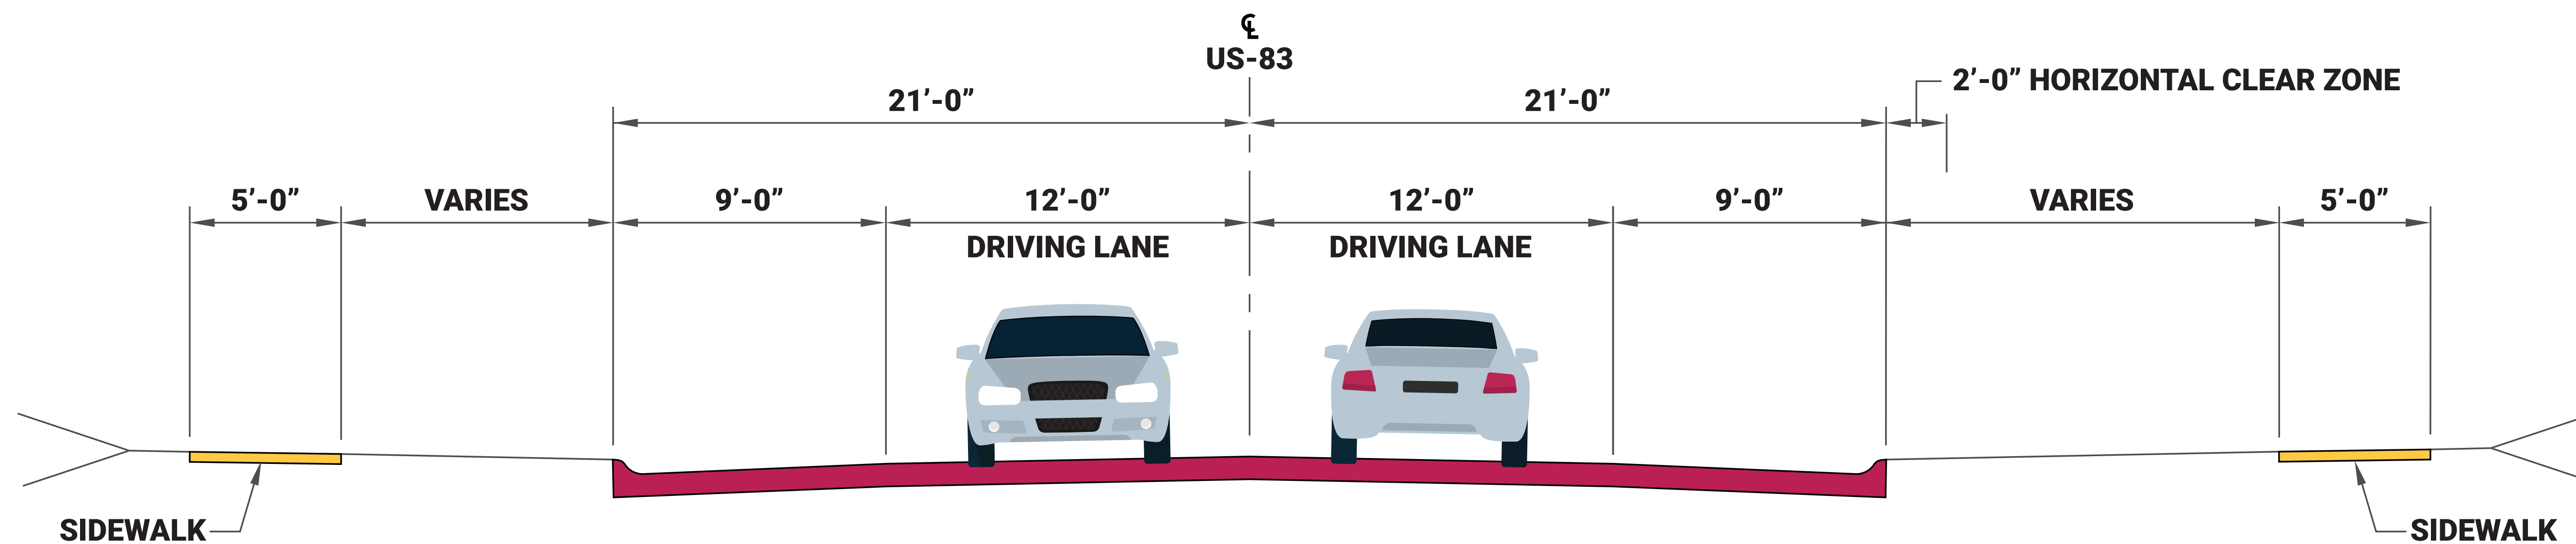 ℄
US-83
2’-0” HORIZONTAL CLEAR ZONE
21’-0”
21’-0”
5’-0”
VARIES
9’-0”
12’-0”
12’-0”
9’-0”
VARIES
5’-0”
DRIVING LANE
DRIVING LANE
SIDEWALK
SIDEWALK